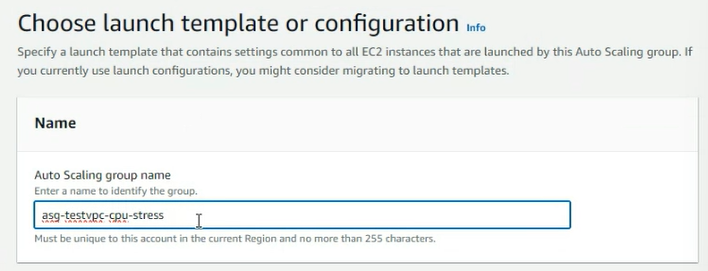 Choose launch template or configuration Info
Specify a launch template that contains settings common to all EC2 instances that are launched by this Auto Scaling group. If
you currently use launch configurations, you might consider migrating to launch templates.
Name
Auto Scaling group name
Enter a name to identify the group.
asg-testvpc-cpu-stress
Must be unique to this account in the current Region and no more than 255 characters.